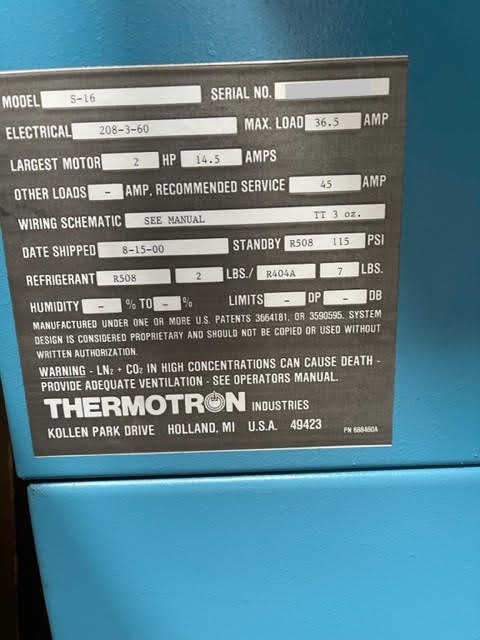 MODEL S-16 SERIAL NO.
ELECTRICAL 208-3-60 MAX. LOAD 36.5 AMP
LARGEST MOTOR 2 HP 14.5 AMPS
OTHER LOADS - AMP. RECOMMENDED SERVICE 45 AMP
WIRING SCHEMATIC SEE MANUAL TT 3 oz.
DATE SHIPPED 8-15-00 STANDBY R508 115 PSI
REFRIGERANT R508 2 LBS./ R404A 7 LBS.
HUMIDITY - % TO - % LIMITS - DP - DB
MANUFACTURED UNDER ONE OR MORE U.S. PATENTS 3664181, OR 3590595. SYSTEM
DESIGN IS CONSIDERED PROPRIETARY AND SHOULD NOT BE COPIED OR USED WITHOUT
WRITTEN AUTHORIZATION.
WARNING - LN₂ + CO₂ IN HIGH CONCENTRATIONS CAN CAUSE DEATH -
PROVIDE ADEQUATE VENTILATION - SEE OPERATORS MANUAL.
THERMOTRON INDUSTRIES
KOLLEN PARK DRIVE HOLLAND, MI U.S.A. 49423 PN 688460A